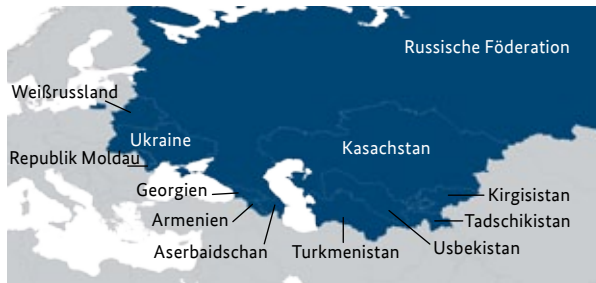 Russische Föderation
Weißrussland
Ukraine
Kasachstan
Republik Moldau
Georgien
Kirgisistan
Armenien
Tadschikistan
Aserbaidschan
Turkmenistan
Usbekistan